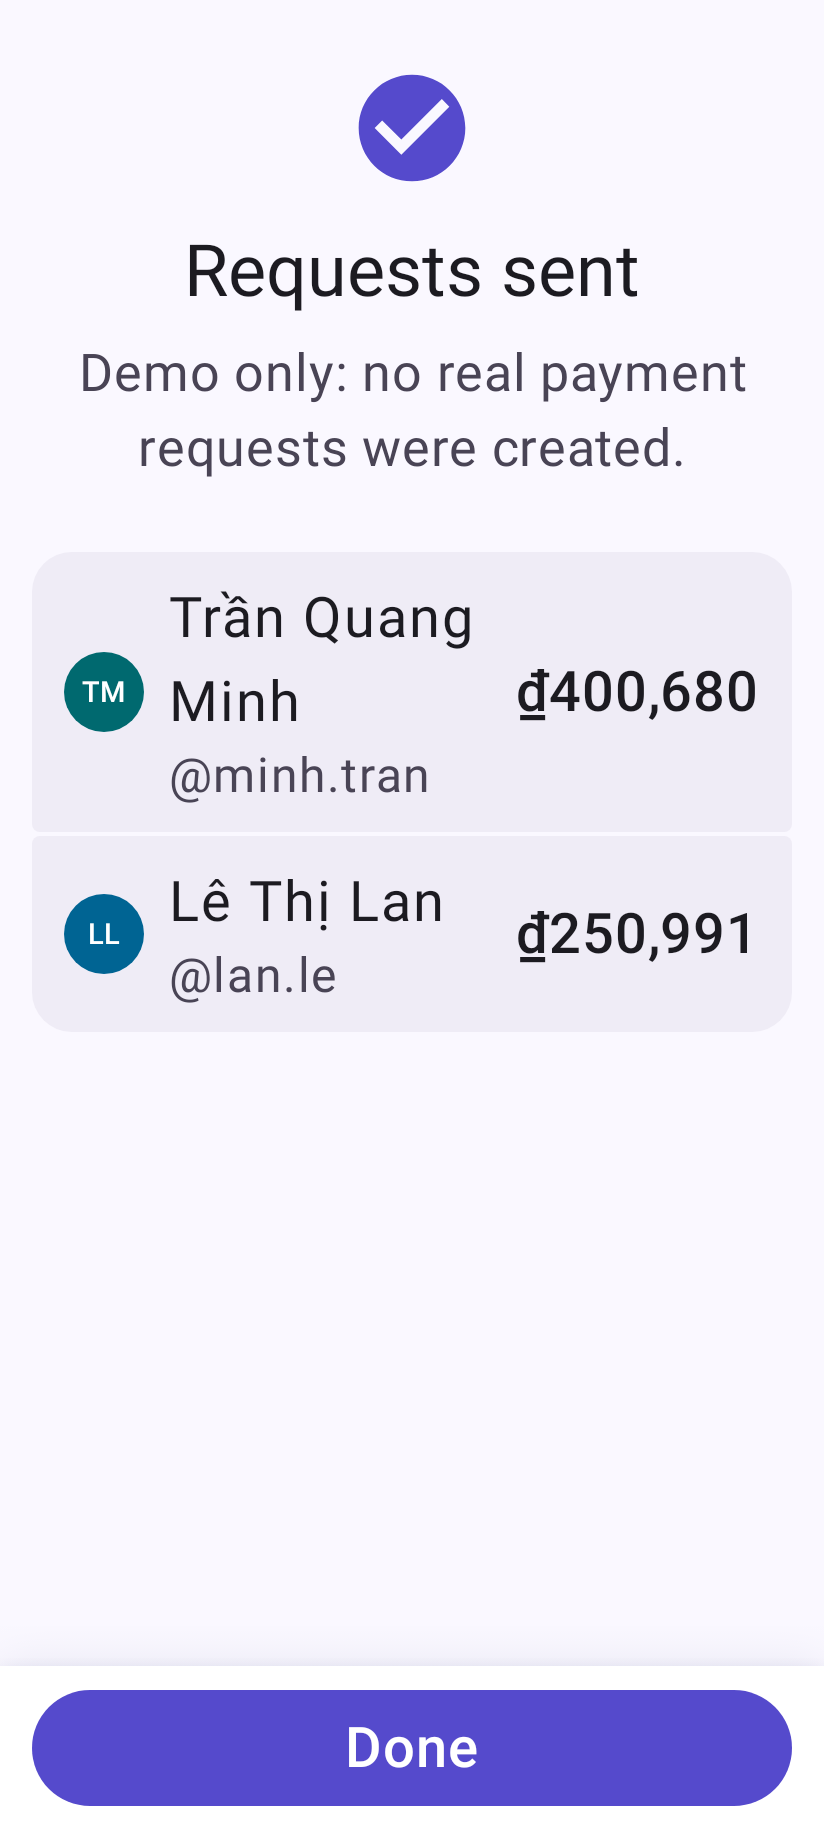 Requests sent
Demo only: no real payment
requests were created.
TM
Trần Quang
Minh
@minh.tran
₫400,680
LL
Lê Thị Lan
@lan.le
₫250,991
Done